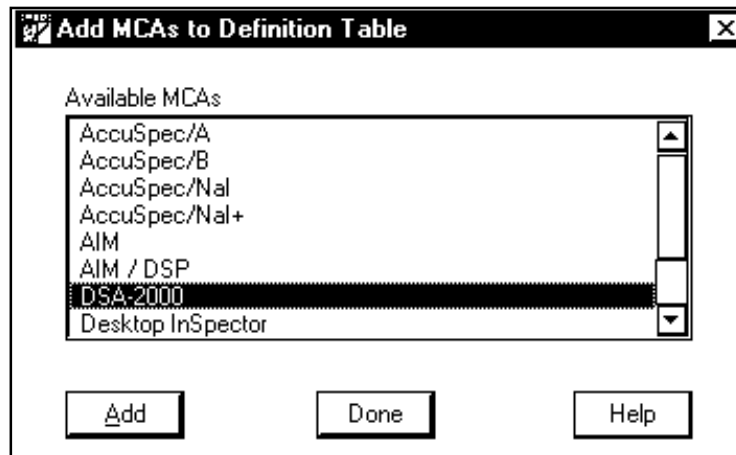 Add MCAs to Definition Table
Available MCAs
AccuSpec/A
AccuSpec/B
AccuSpec/NaI
AccuSpec/NaI+
AIM
AIM / DSP
DSA-2000
Desktop InSpector
Add Done Help